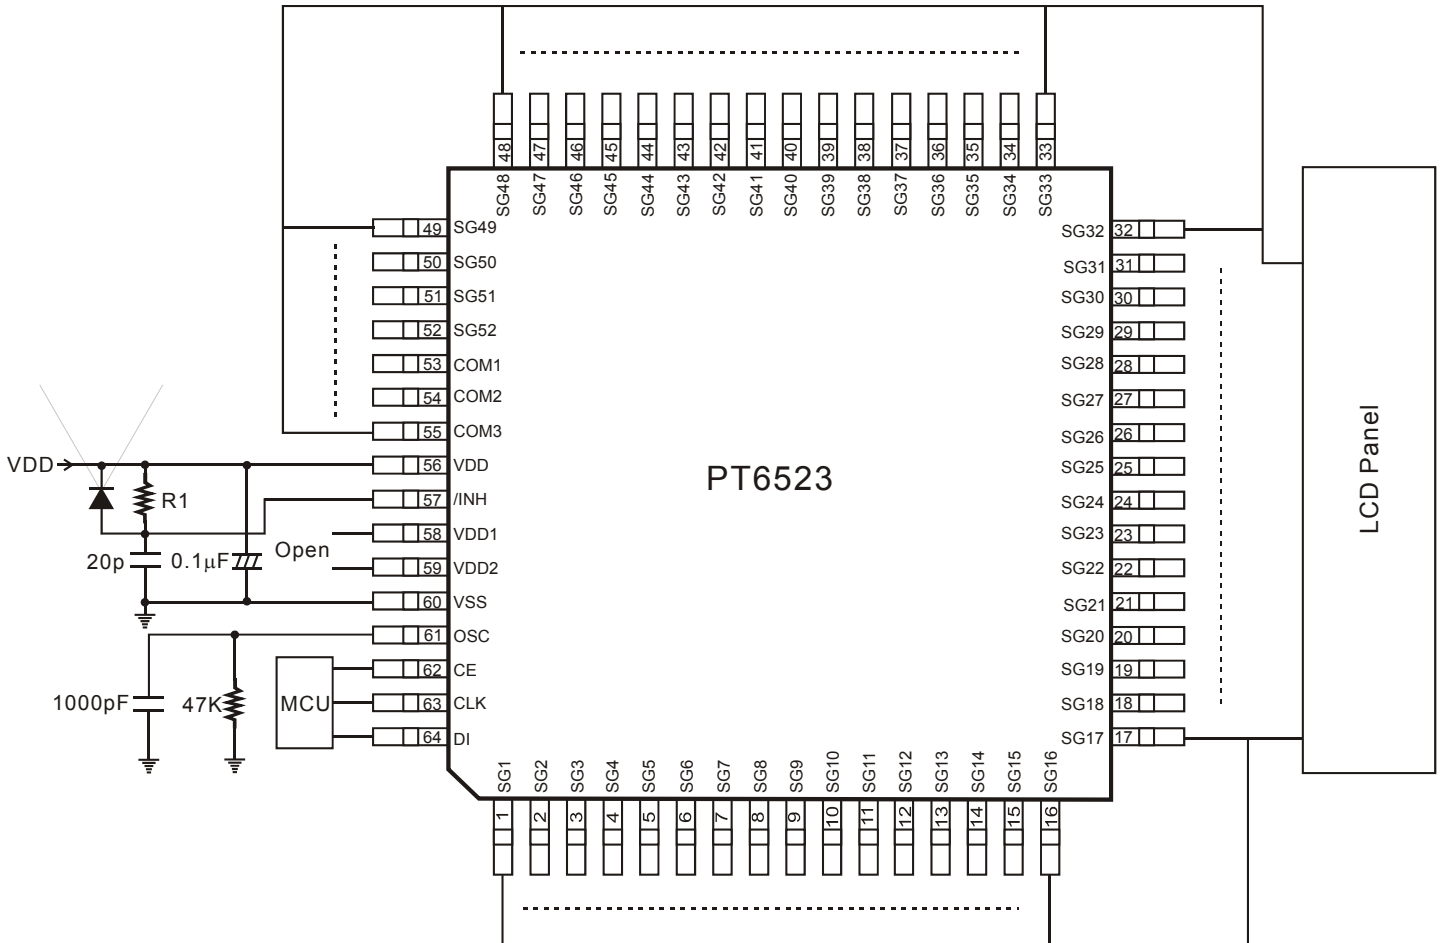 48 47 46 45 44 43 42 41 40 39 38 37 36 35 34 33
SG48 SG47 SG46 SG45 SG44 SG43 SG42 SG41 SG40 SG39 SG38 SG37 SG36 SG35 SG34 SG33
49 SG49
50 SG50
51 SG51
52 SG52
53 COM1
54 COM2
55 COM3
VDD
56 VDD
57 /INH
58 VDD1
59 VDD2
60 VSS
61 OSC
62 CE
63 CLK
64 DI
R1
20p
0.1µF
Open
1000pF
47K
MCU
PT6523
SG32 32
SG31 31
SG30 30
SG29 29
SG28 28
SG27 27
SG26 26
SG25 25
SG24 24
SG23 23
SG22 22
SG21 21
SG20 20
SG19 19
SG18 18
SG17 17
LCD Panel
SG1 SG2 SG3 SG4 SG5 SG6 SG7 SG8 SG9 SG10 SG11 SG12 SG13 SG14 SG15 SG16
1 2 3 4 5 6 7 8 9 10 11 12 13 14 15 16